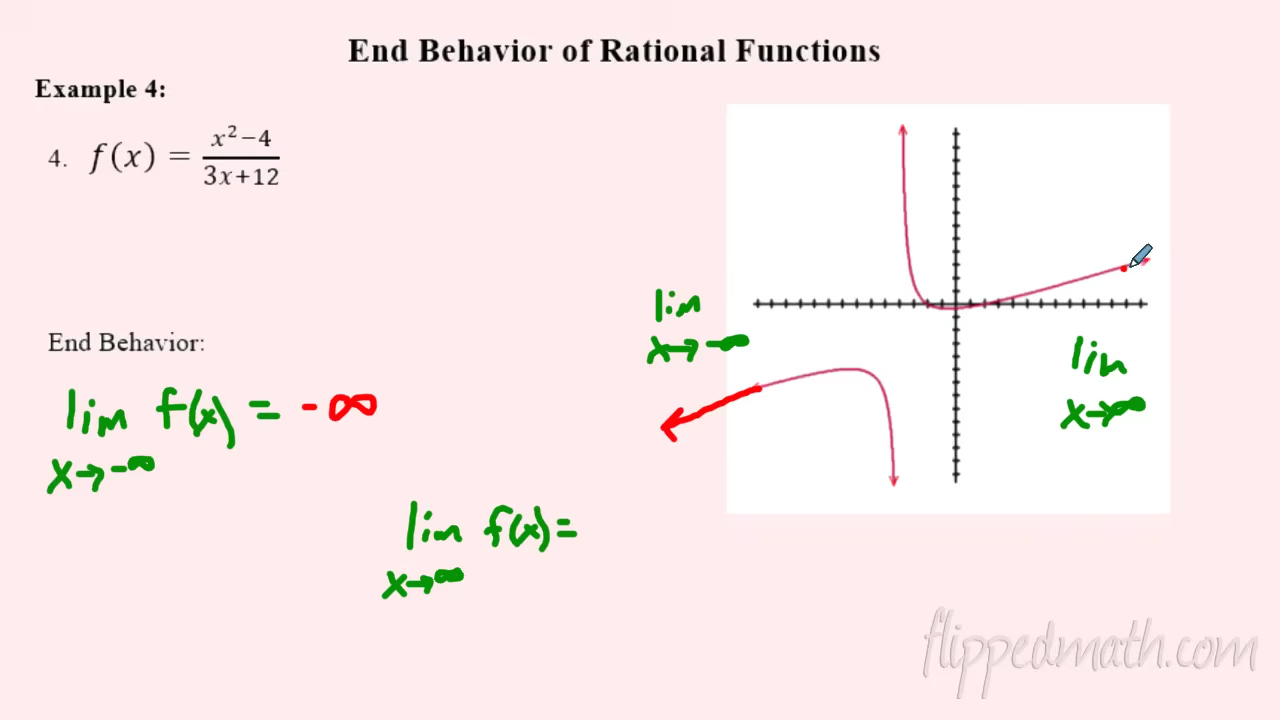 End Behavior of Rational Functions
Example 4:
4. f(x) = x²−4 / 3x+12
lim
x→ -∞
End Behavior:
lim f(x) = -∞
x→ -∞
lim
x→∞
lim f(x)=
x→∞
flippedmath.com